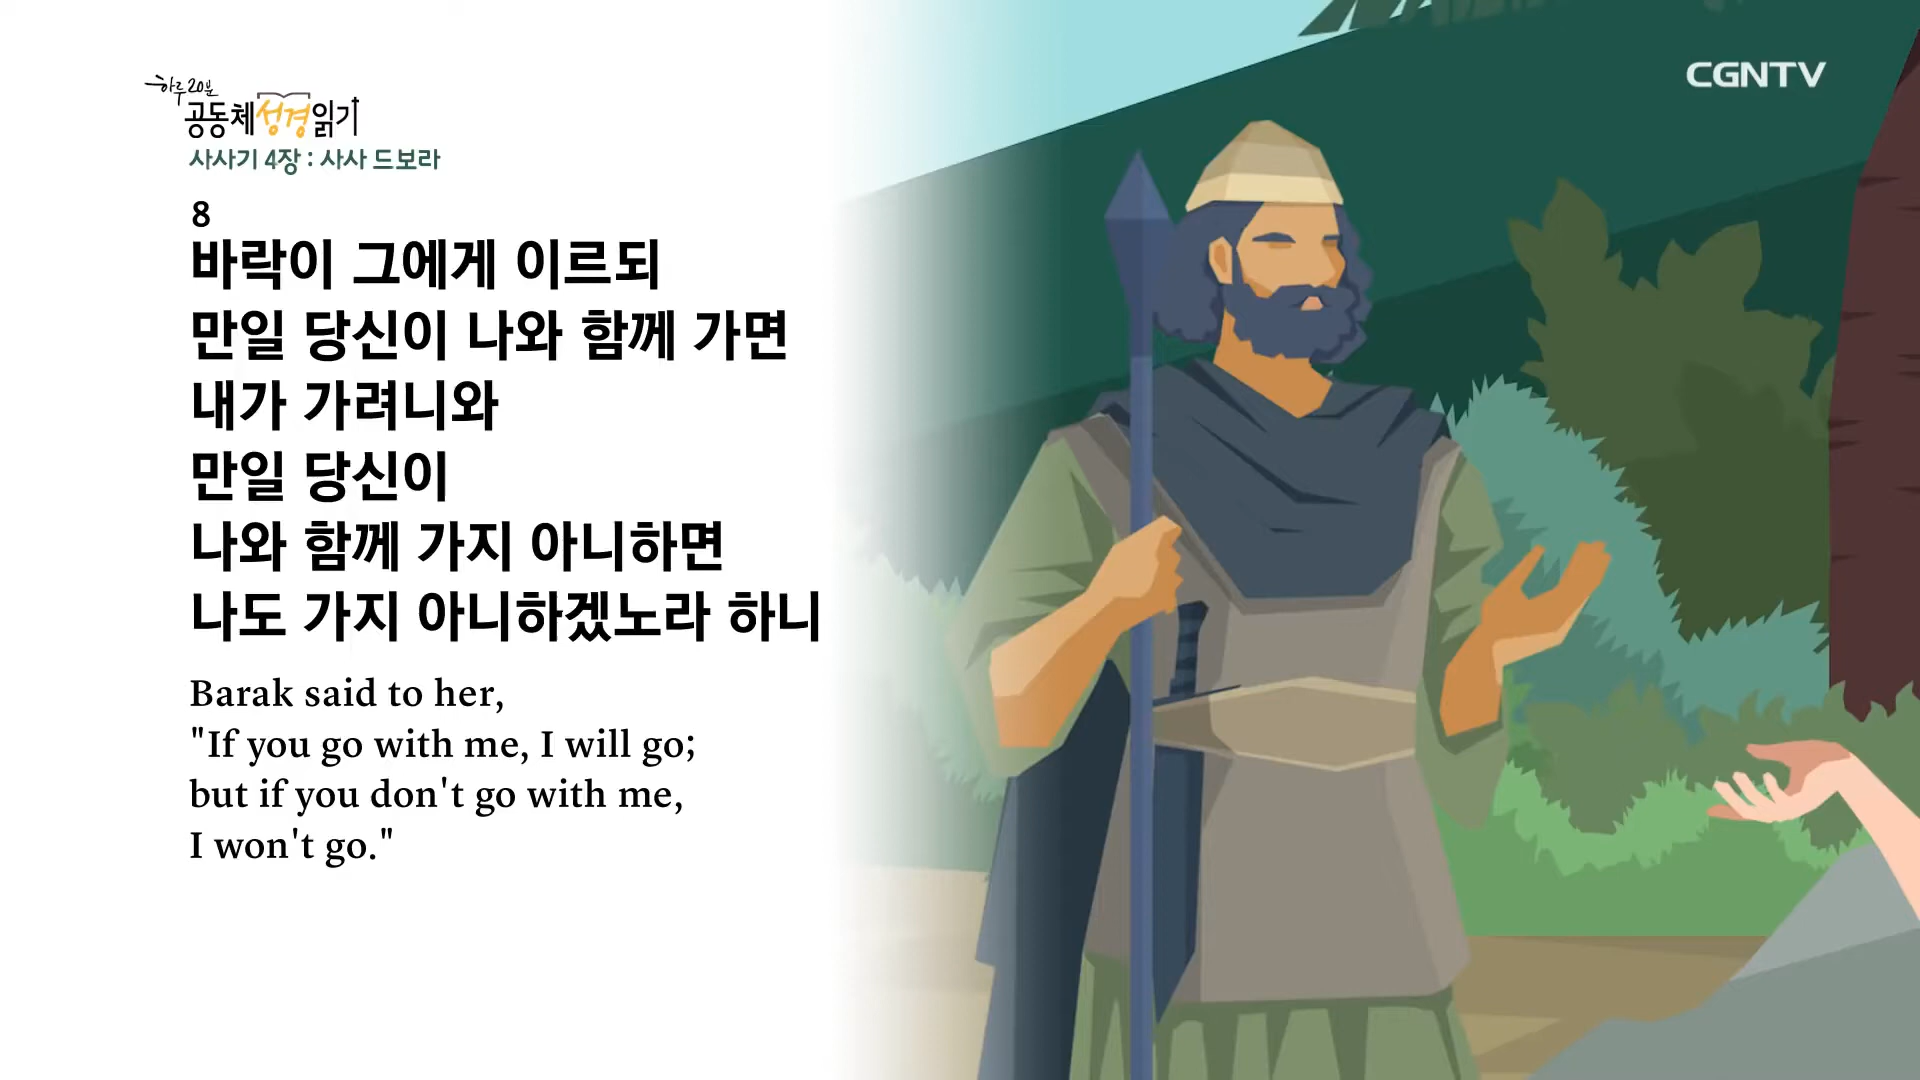 하루 20분
공동체성경읽기
사사기 4장 : 사사 드보라
CGNTV
8
바락이 그에게 이르되
만일 당신이 나와 함께 가면
내가 가려니와
만일 당신이
나와 함께 가지 아니하면
나도 가지 아니하겠노라 하니
Barak said to her,
"If you go with me, I will go;
but if you don't go with me,
I won't go."